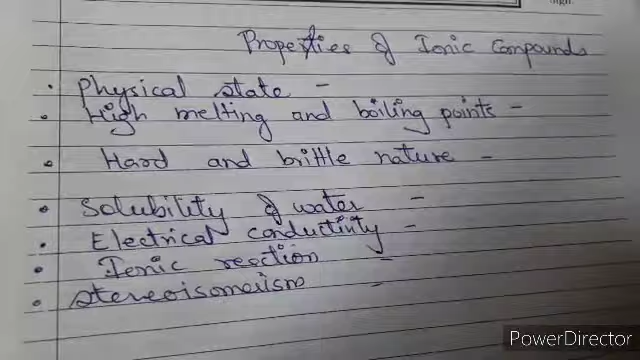 Properties of Ionic Compounds
• Physical state -
• High melting and boiling points -
• Hard and brittle nature -
• Solubility of water -
• Electrical conductivity -
• Ionic reaction -
• Stereoisomerism -
PowerDirector